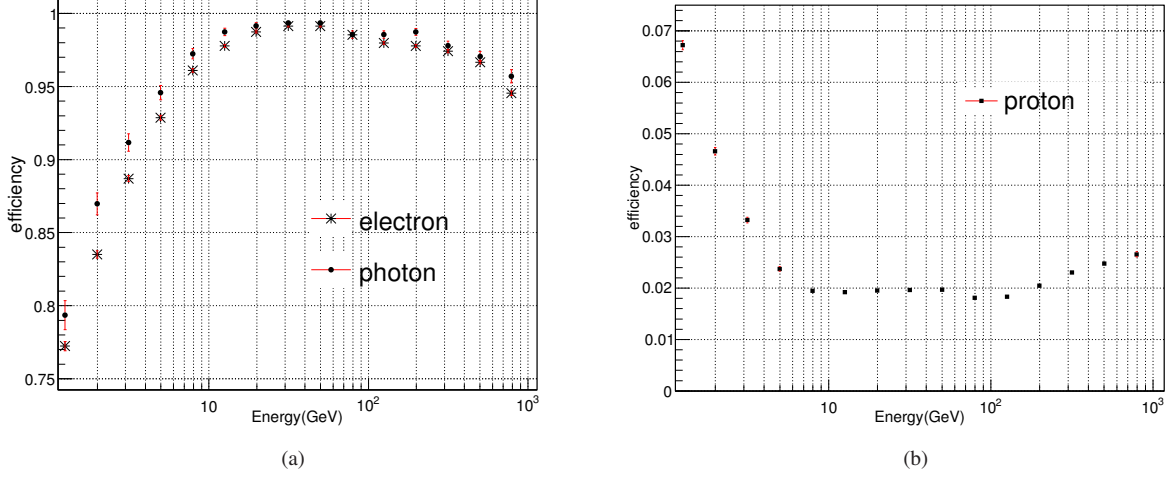 1
0.95
0.9
0.85
0.8
0.75
efficiency
electron
photon
10
10²
10³
Energy(GeV)
(a)
0.07
0.06
0.05
0.04
0.03
0.02
0.01
0
efficiency
proton
10
10²
10³
Energy(GeV)
(b)